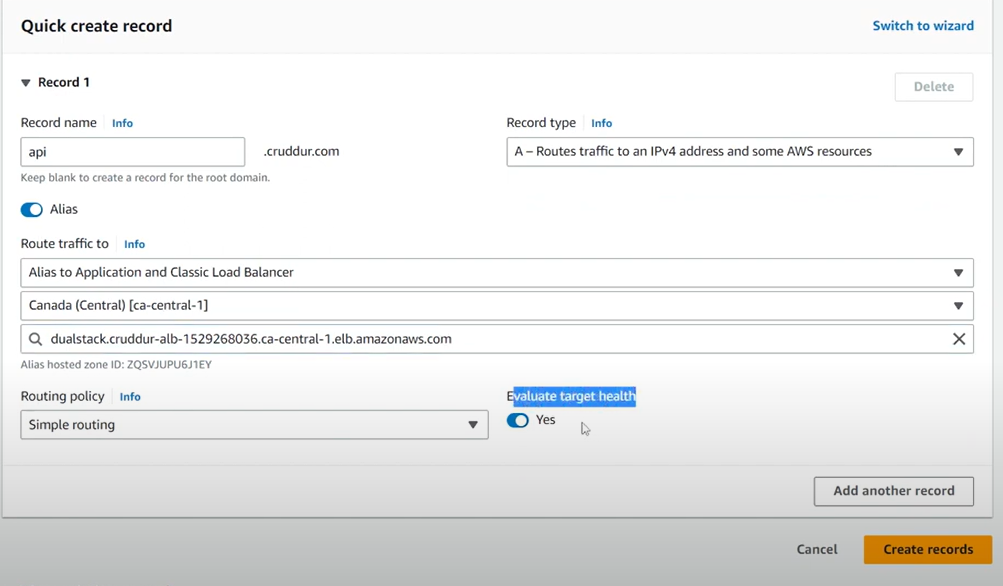 Quick create record
Switch to wizard
Record 1
Delete
Record name Info
Record type Info
api
.cruddur.com
A – Routes traffic to an IPv4 address and some AWS resources
Keep blank to create a record for the root domain.
Alias
Route traffic to Info
Alias to Application and Classic Load Balancer
Canada (Central) [ca-central-1]
dualstack.cruddur-alb-1529268036.ca-central-1.elb.amazonaws.com
Alias hosted zone ID: ZQSVJUPU6J1EY
Routing policy Info
Evaluate target health
Simple routing
Yes
Add another record
Cancel
Create records